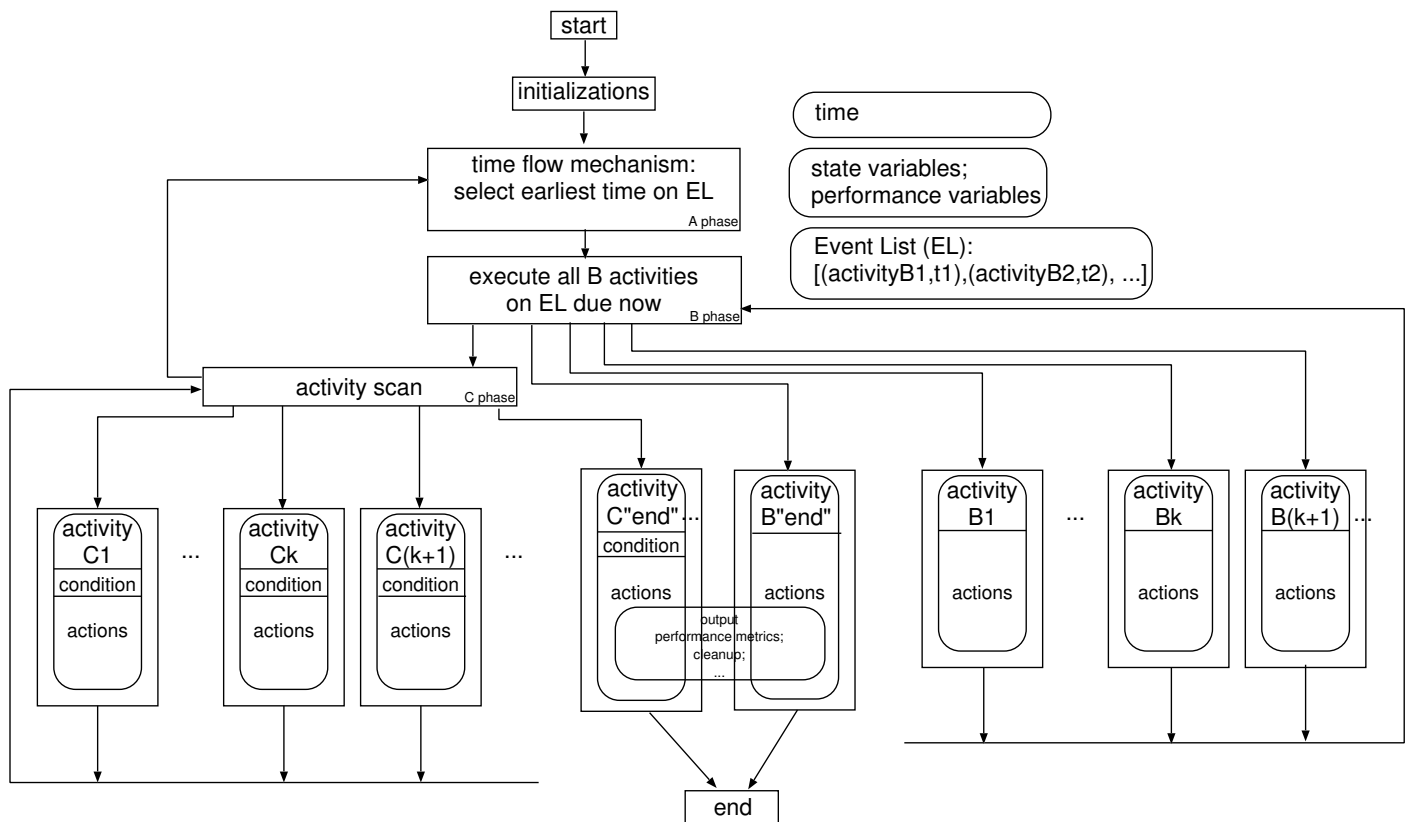 start
initializations
time
time flow mechanism:
select earliest time on EL
A phase
state variables;
performance variables
Event List (EL):
[(activityB1,t1),(activityB2,t2), ...]
execute all B activities
on EL due now
B phase
activity scan
C phase
activity
C1
condition
actions
...
activity
Ck
condition
actions
activity
C(k+1)
condition
actions
...
activity
C"end"
condition
actions
...
activity
B"end"
actions
output
performance metrics;
cleanup;
...
activity
B1
actions
...
activity
Bk
actions
activity
B(k+1)
actions
...
end